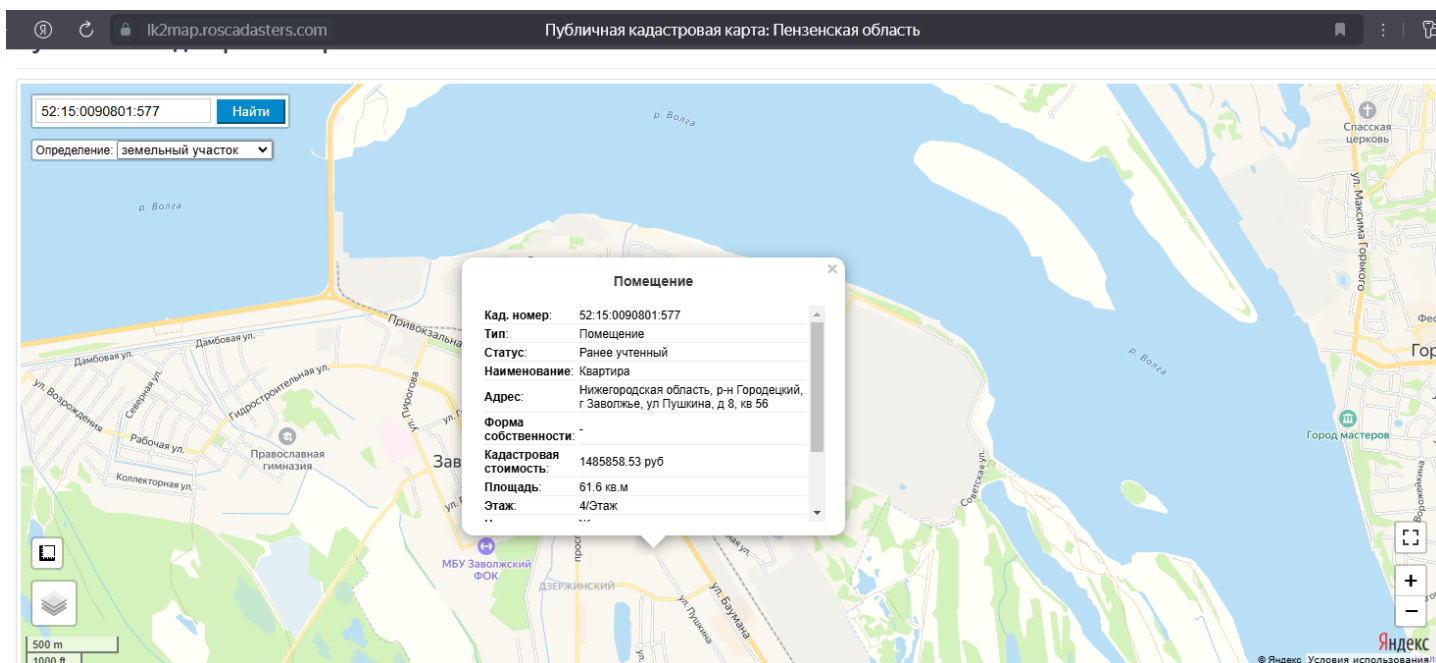 lk2map.roscadasters.com
Публичная кадастровая карта: Пензенская область
52:15:0090801:577
Найти
Определение:
земельный участок
р. Волга
Спасская
церковь
ул. Максима Горького
р. Волга
Помещение
Кад. номер: 52:15:0090801:577
Тип: Помещение
Статус: Ранее учтенный
Наименование: Квартира
Адрес: Нижегородская область, р-н Городецкий,
г Заволжье, ул Пушкина, д 8, кв 56
Форма
собственности: -
Кадастровая
стоимость: 1485858.53 руб
Площадь: 61.6 кв.м
Этаж: 4/Этаж
Привокзальна
Дамбовая ул.
Дамбовая ул.
ул. Возрождения
Северная ул.
Гидростроительная ул.
ул. Пирогова
Рабочая ул.
Православная
гимназия
Коллекторная ул.
Зав
ул. Г
р. Волга
Фес
Гор
Город мастеров
Советская ул.
Ворожейкина
МБУ Заволжский
ФОК
просп
ДЗЕРЖИНСКИЙ
ул. Пушкина
ул. Баумана
ул.
+
−
500 m
1000 ft
Яндекс
© Яндекс Условия использования